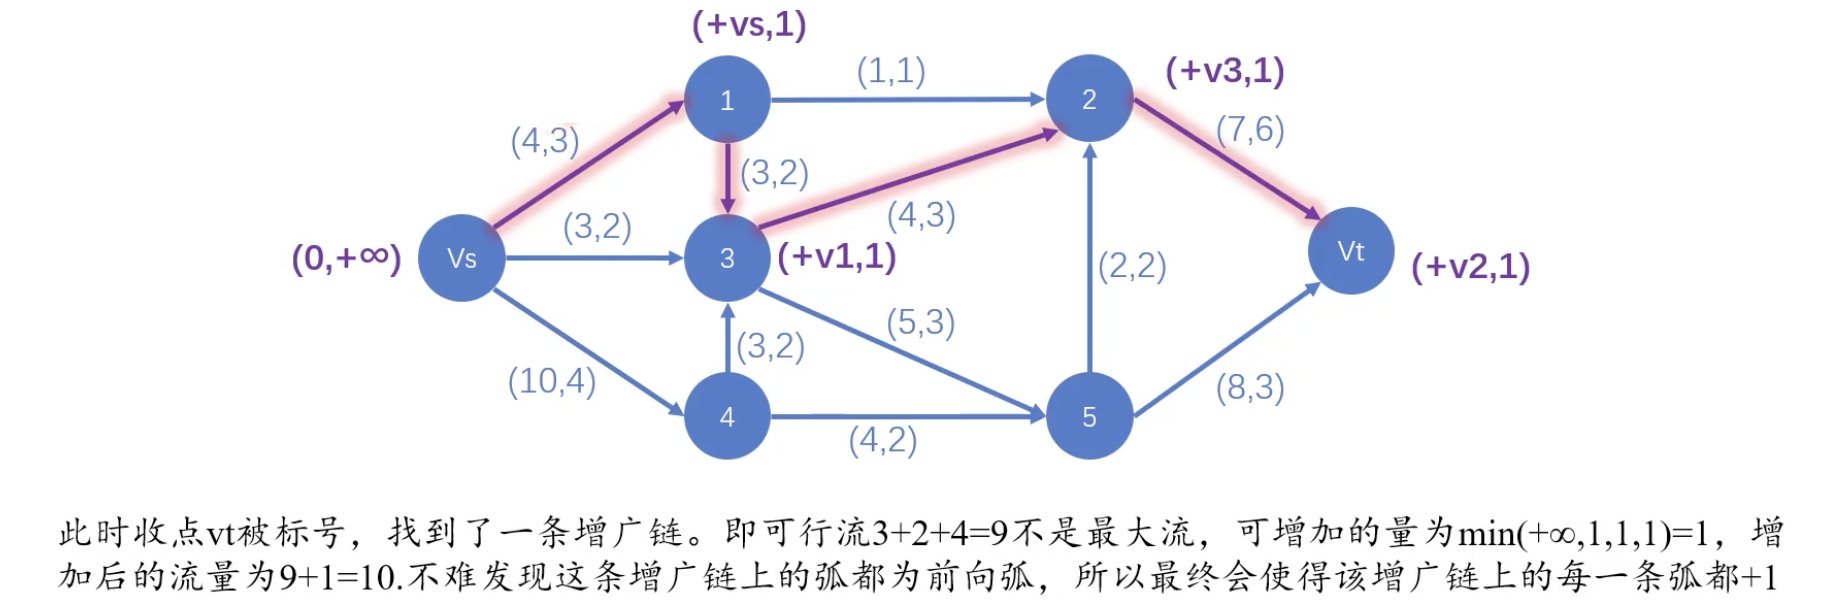 (+vs,1)
(1,1)
(+v3,1)
1
2
(4,3)
(7,6)
(3,2)
(4,3)
(3,2)
(0,+∞)
Vs
3
(+v1,1)
(2,2)
Vt
(+v2,1)
(5,3)
(3,2)
(10,4)
(8,3)
4
5
(4,2)
此时收点vt被标号，找到了一条增广链。即可行流3+2+4=9不是最大流，可增加的量为min(+∞,1,1,1)=1，增
加后的流量为9+1=10.不难发现这条增广链上的弧都为前向弧，所以最终会使得该增广链上的每一条弧都+1